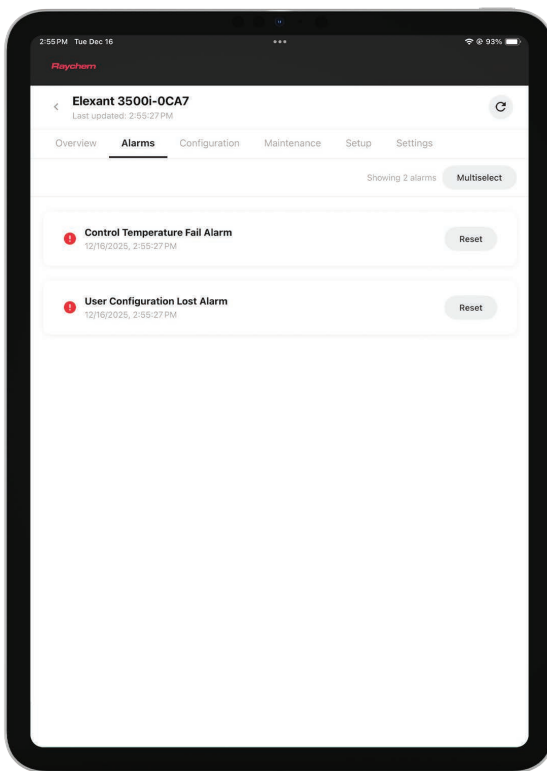 2:55 PM Tue Dec 16
93%
Raychem
Elexant 3500i-0CA7
Last updated: 2:55:27 PM
Overview Alarms Configuration Maintenance Setup Settings
Showing 2 alarms Multiselect
Control Temperature Fail Alarm
12/16/2025, 2:55:27 PM
Reset
User Configuration Lost Alarm
12/16/2025, 2:55:27 PM
Reset